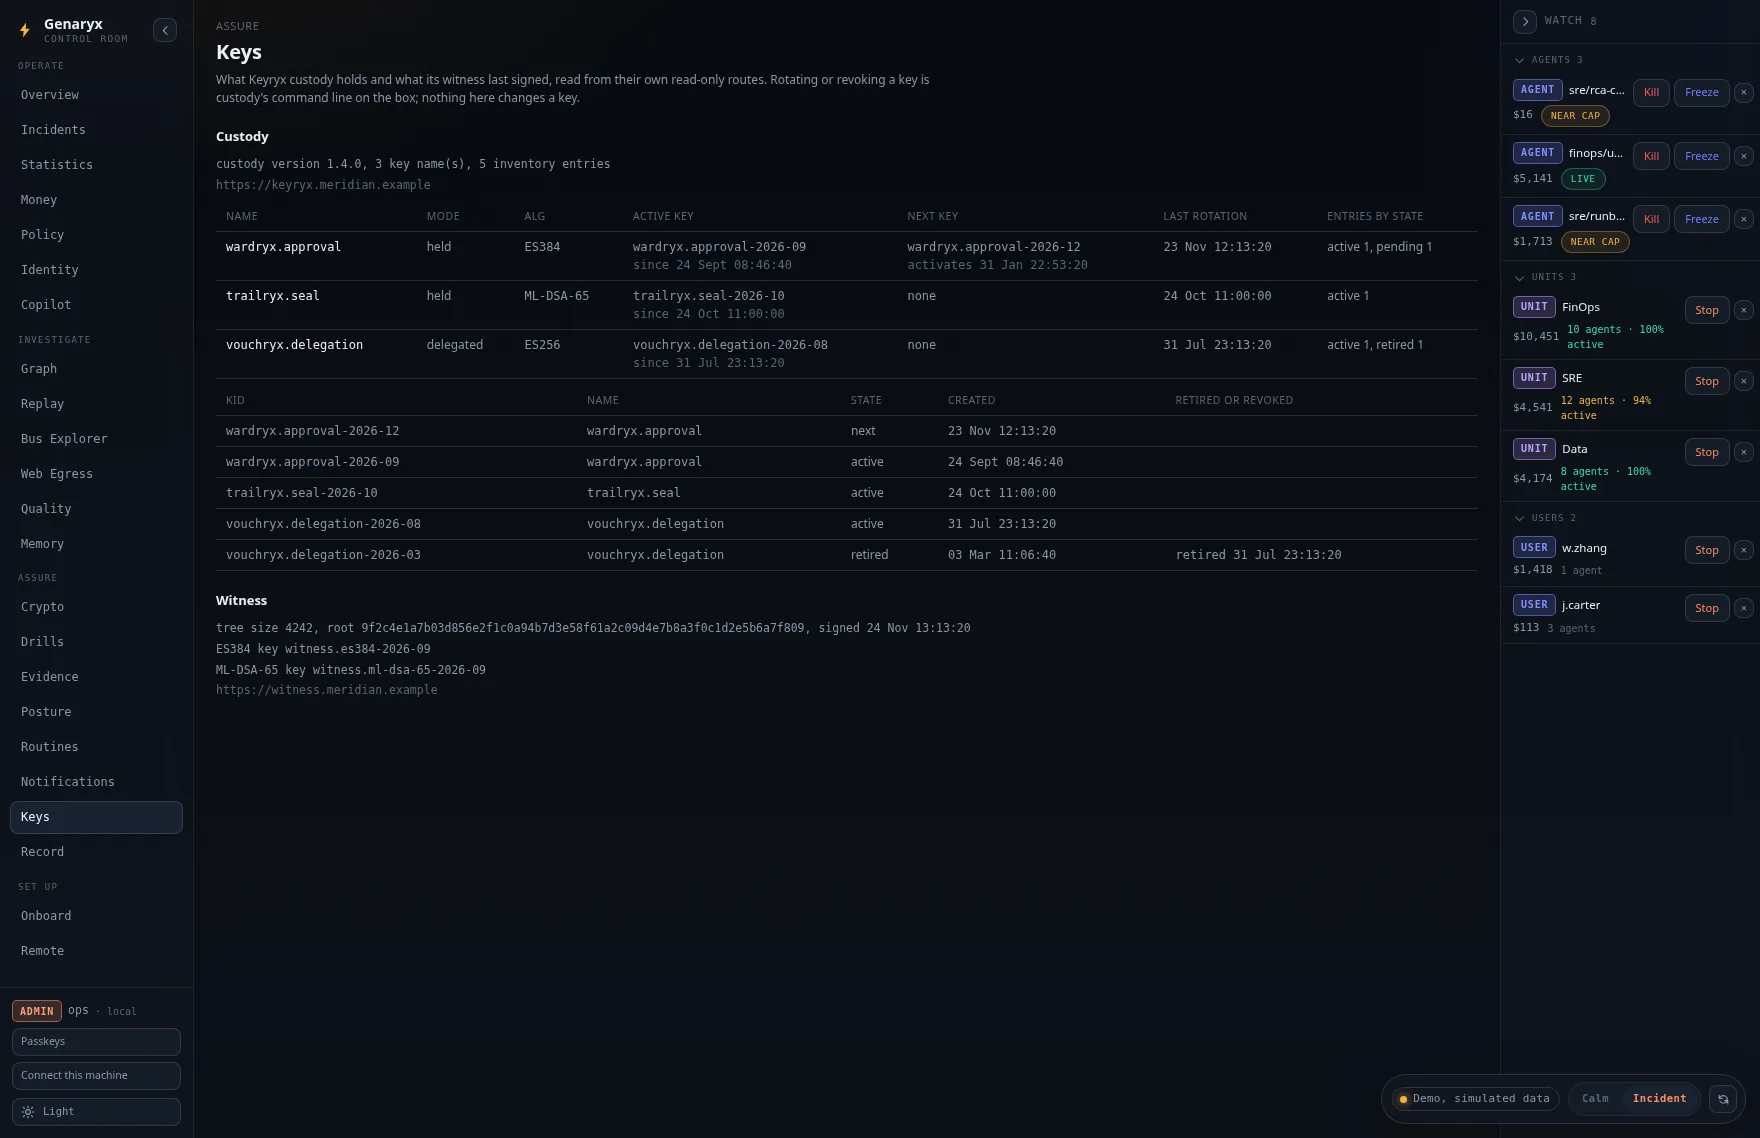 Genaryx
CONTROL ROOM
OPERATE
Overview
Incidents
Statistics
Money
Policy
Identity
Copilot
INVESTIGATE
Graph
Replay
Bus Explorer
Web Egress
Quality
Memory
ASSURE
Crypto
Drills
Evidence
Posture
Routines
Notifications
Keys
Record
SET UP
Onboard
Remote
ADMIN ops · local
Passkeys
Connect this machine
Light
ASSURE
Keys
What Keyryx custody holds and what its witness last signed, read from their own read-only routes. Rotating or revoking a key is
custody's command line on the box; nothing here changes a key.
Custody
custody version 1.4.0, 3 key name(s), 5 inventory entries
https://keyryx.meridian.example
NAME MODE ALG ACTIVE KEY NEXT KEY LAST ROTATION ENTRIES BY STATE
wardryx.approval held ES384 wardryx.approval-2026-09 wardryx.approval-2026-12 23 Nov 12:13:20 active 1, pending 1
since 24 Sept 08:46:40 activates 31 Jan 22:53:20
trailryx.seal held ML-DSA-65 trailryx.seal-2026-10 none 24 Oct 11:00:00 active 1
since 24 Oct 11:00:00
vouchryx.delegation delegated ES256 vouchryx.delegation-2026-08 none 31 Jul 23:13:20 active 1, retired 1
since 31 Jul 23:13:20
KID NAME STATE CREATED RETIRED OR REVOKED
wardryx.approval-2026-12 wardryx.approval next 23 Nov 12:13:20
wardryx.approval-2026-09 wardryx.approval active 24 Sept 08:46:40
trailryx.seal-2026-10 trailryx.seal active 24 Oct 11:00:00
vouchryx.delegation-2026-08 vouchryx.delegation active 31 Jul 23:13:20
vouchryx.delegation-2026-03 vouchryx.delegation retired 03 Mar 11:06:40 retired 31 Jul 23:13:20
Witness
tree size 4242, root 9f2c4e1a7b03d856e2f1c0a94b7d3e58f61a2c09d4e7b8a3f0c1d2e5b6a7f809, signed 24 Nov 13:13:20
ES384 key witness.es384-2026-09
ML-DSA-65 key witness.ml-dsa-65-2026-09
https://witness.meridian.example
WATCH 8
AGENTS 3
AGENT sre/rca-c... Kill Freeze ×
$16 NEAR CAP
AGENT finops/u... Kill Freeze ×
$5,141 LIVE
AGENT sre/runb... Kill Freeze ×
$1,713 NEAR CAP
UNITS 3
UNIT FinOps Stop ×
$10,451 10 agents · 100%
active
UNIT SRE Stop ×
$4,541 12 agents · 94%
active
UNIT Data Stop ×
$4,174 8 agents · 100%
active
USERS 2
USER w.zhang Stop ×
$1,418 1 agent
USER j.carter Stop ×
$113 3 agents
Demo, simulated data Calm Incident